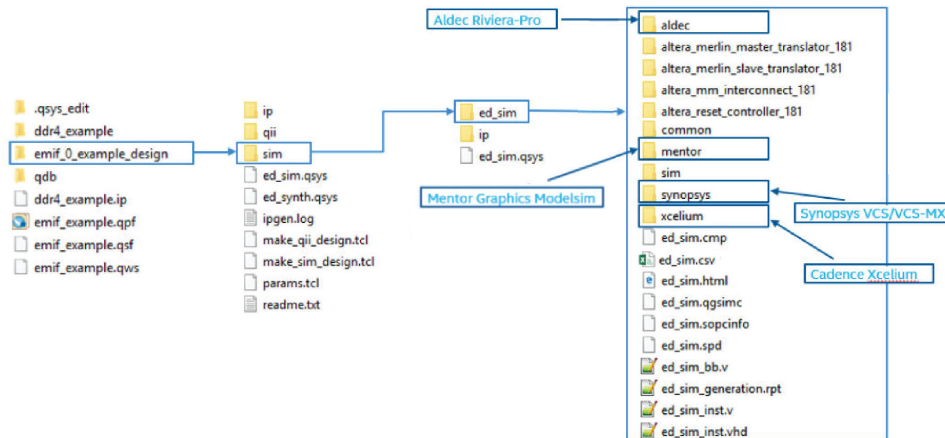 .qsys_edit
ddr4_example
emif_0_example_design
qdb
ddr4_example.ip
emif_example.qpf
emif_example.qsf
emif_example.qws
ip
qii
sim
ed_sim.qsys
ed_synth.qsys
ipgen.log
make_qii_design.tcl
make_sim_design.tcl
params.tcl
readme.txt
ed_sim
ip
ed_sim.qsys
Aldec Riviera-Pro
Mentor Graphics Modelsim
aldec
altera_merlin_master_translator_181
altera_merlin_slave_translator_181
altera_mm_interconnect_181
altera_reset_controller_181
common
mentor
sim
synopsys
xcelium
ed_sim.cmp
ed_sim.csv
ed_sim.html
ed_sim.qgsimc
ed_sim.sopcinfo
ed_sim.spd
ed_sim_bb.v
ed_sim_generation.rpt
ed_sim_inst.v
ed_sim_inst.vhd
Synopsys VCS/VCS-MX
Cadence Xcelium